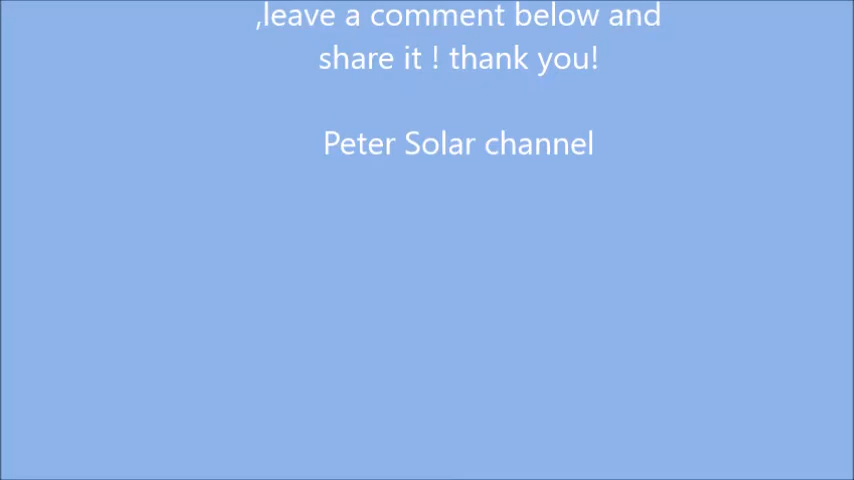 ,leave a comment below and
share it ! thank you!
Peter Solar channel